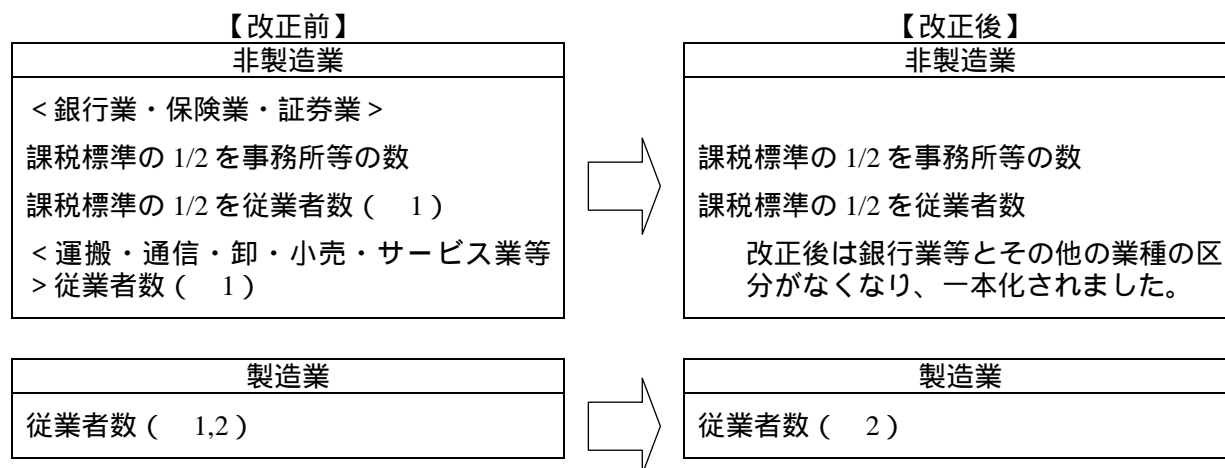 【改正前】
非製造業
<銀行業・保険業・証券業>
課税標準の 1/2 を事務所等の数
課税標準の 1/2 を従業者数( 1)
<運搬・通信・卸・小売・サービス業等
>従業者数( 1)
【改正後】
非製造業
課税標準の 1/2 を事務所等の数
課税標準の 1/2 を従業者数
改正後は銀行業等とその他の業種の区
分がなくなり、一本化されました。
製造業
従業者数( 1,2)
製造業
従業者数( 2)